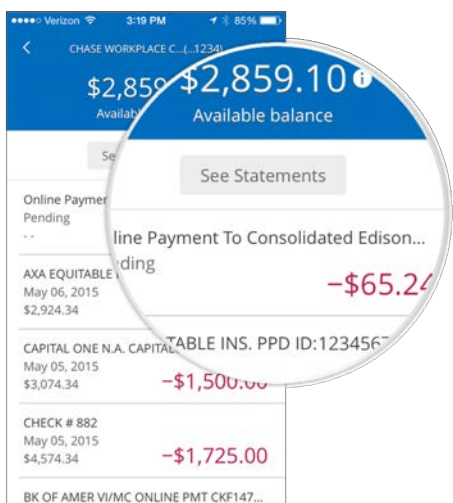 Verizon 3:19 PM 85%
CHASE WORKPLACE C...(...1234)
$2,859.10
Available balance
See Statements
Online Payment
Pending
--
line Payment To Consolidated Edison...
ding
−$65.24
AXA EQUITABLE
May 06, 2015
$2,924.34
TABLE INS. PPD ID:1234567
CAPITAL ONE N.A. CAPITAL
May 05, 2015
$3,074.34
−$1,500.00
CHECK # 882
May 05, 2015
$4,574.34
−$1,725.00
BK OF AMER VI/MC ONLINE PMT CKF147...